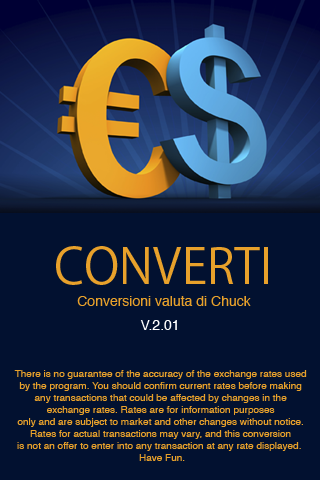 €$
CONVERTI
Conversioni valuta di Chuck
V.2.01
There is no guarantee of the accuracy of the exchange rates used
by the program. You should confirm current rates before making
any transactions that could be affected by changes in the
exchange rates. Rates are for information purposes
only and are subject to market and other changes without notice.
Rates for actual transactions may vary, and this conversion
is not an offer to enter into any transaction at any rate displayed.
Have Fun.